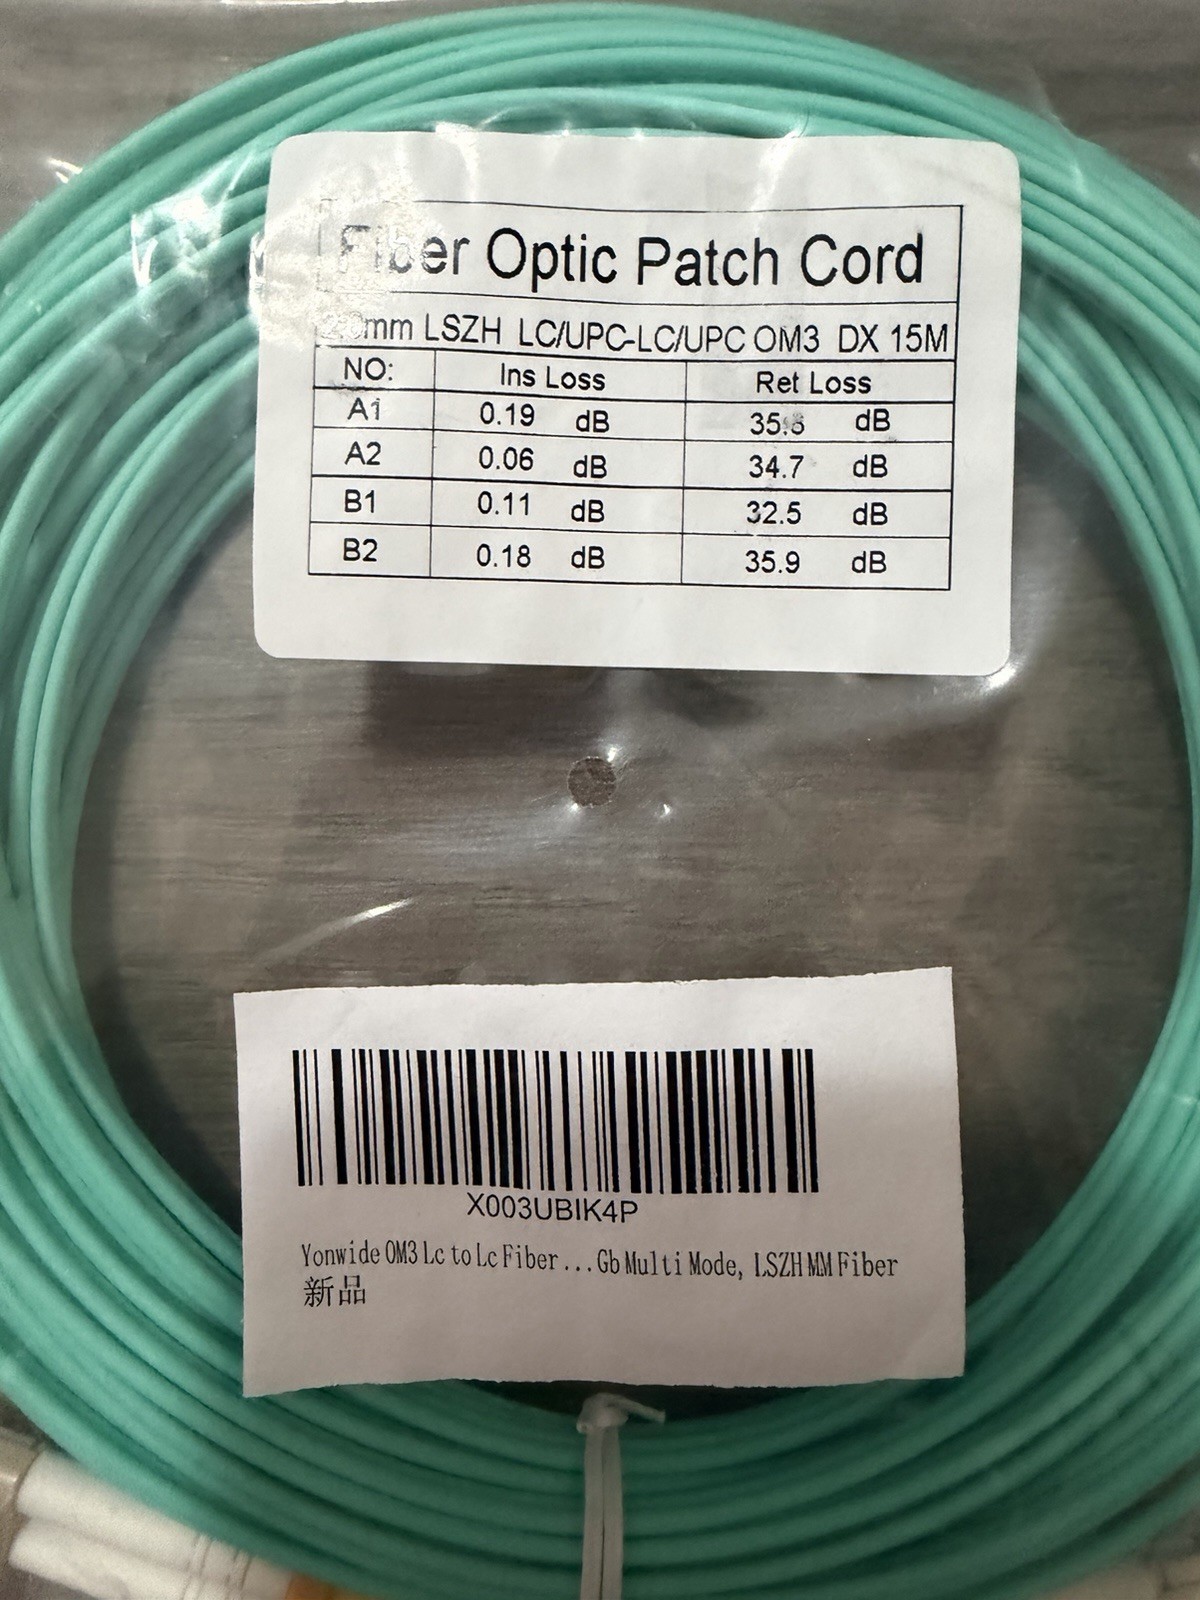 Fiber Optic Patch Cord
2.0mm LSZH LC/UPC-LC/UPC OM3 DX 15M
NO: Ins Loss Ret Loss
A1 0.19 dB dB
A2 0.06 dB 34.7 dB
B1 0.11 dB 32.5 dB
B2 0.18 dB 35.9 dB
X003UBIK4P
Yonwide OM3 Lc to Lc Fiber ... Gb Multi Mode, LSZH MM Fiber
新品